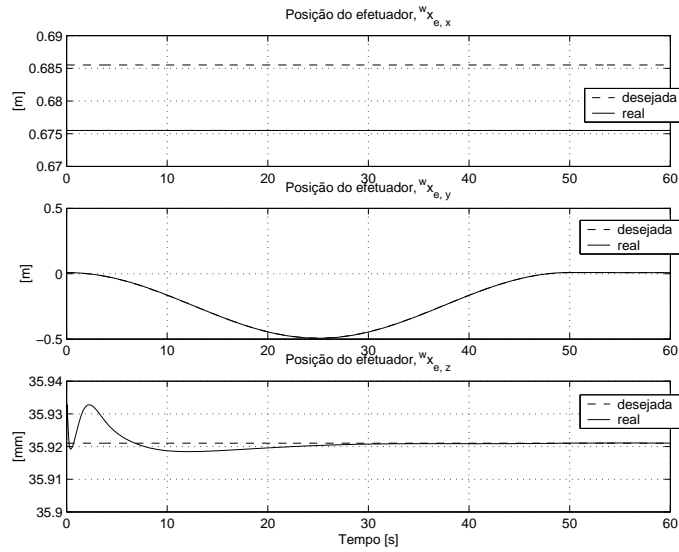 Posição do efetuador, ʷxₑ, ₓ
0.69
0.685
0.68
0.675
0.67
[m]
desejada
real
0 10 20 30 40 50 60
Posição do efetuador, ʷx e, y
0.5
0
−0.5
[m]
desejada
real
0 10 20 30 40 50 60
Posição do efetuador, ʷx e, z
35.94
35.93
35.92
35.91
35.9
[mm]
desejada
real
0 10 20 30 40 50 60
Tempo [s]